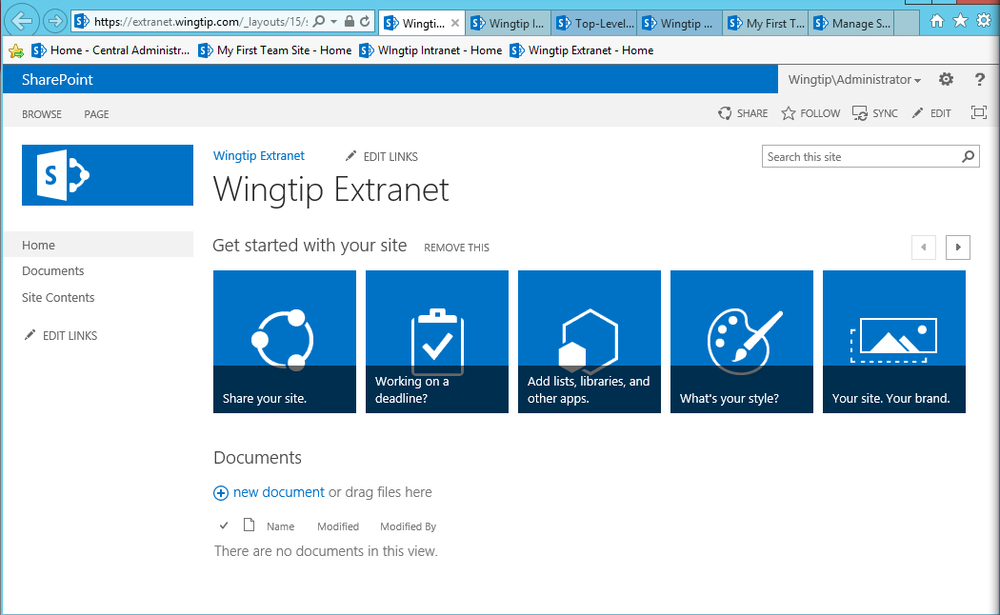 https://extranet.wingtip.com/_layouts/15/s
Wingti...
Wingtip I...
Top-Level...
Wingtip ...
My First T...
Manage S...
Home - Central Administr...
My First Team Site - Home
WIngtip Intranet - Home
Wingtip Extranet - Home
SharePoint
Wingtip\Administrator
?
BROWSE
PAGE
SHARE
FOLLOW
SYNC
EDIT
S
Wingtip Extranet
EDIT LINKS
Search this site
Wingtip Extranet
Home
Documents
Site Contents
EDIT LINKS
Get started with your site
REMOVE THIS
Share your site.
Working on a
deadline?
Add lists, libraries, and
other apps.
What's your style?
Your site. Your brand.
Documents
new document or drag files here
Name
Modified
Modified By
There are no documents in this view.